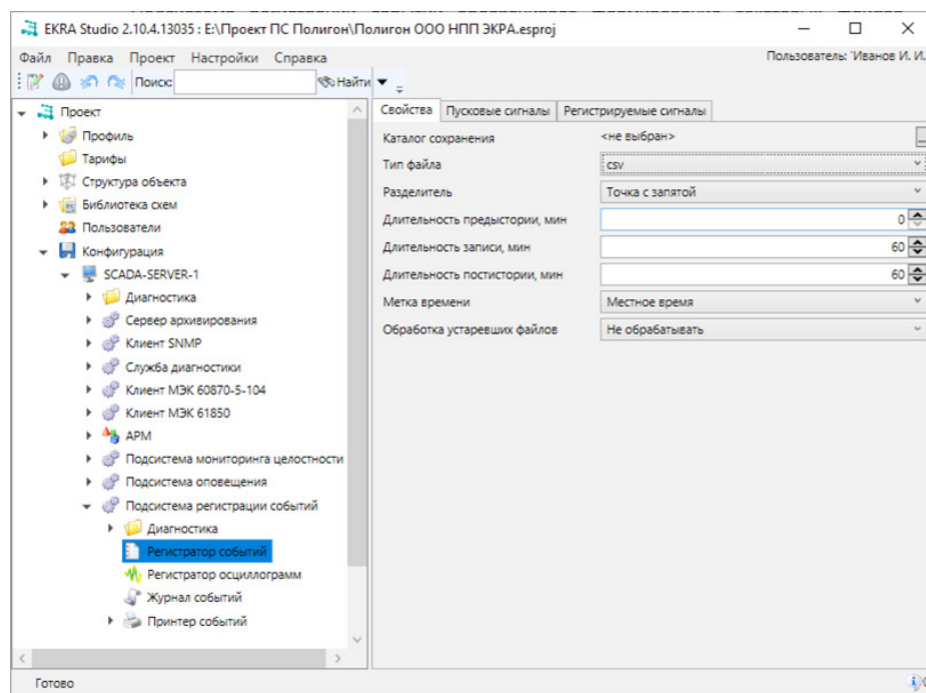 EKRA Studio 2.10.4.13035 : E:\Проект ПС Полигон\Полигон ООО НПП ЭКРА.esproj
Файл Правка Проект Настройки Справка
Пользователь: 'Иванов И. И.
Поиск: Найти
Проект
Профиль
Тарифы
Структура объекта
Библиотека схем
Пользователи
Конфигурация
SCADA-SERVER-1
Диагностика
Сервер архивирования
Клиент SNMP
Служба диагностики
Клиент МЭК 60870-5-104
Клиент МЭК 61850
АРМ
Подсистема мониторинга целостности
Подсистема оповещения
Подсистема регистрации событий
Диагностика
Регистратор событий
Регистратор осциллограмм
Журнал событий
Принтер событий
Свойства Пусковые сигналы Регистрируемые сигналы
Каталог сохранения <не выбран> ...
Тип файла csv
Разделитель Точка с запятой
Длительность предыстории, мин 0
Длительность записи, мин 60
Длительность постистории, мин 60
Метка времени Местное время
Обработка устаревших файлов Не обрабатывать
Готово